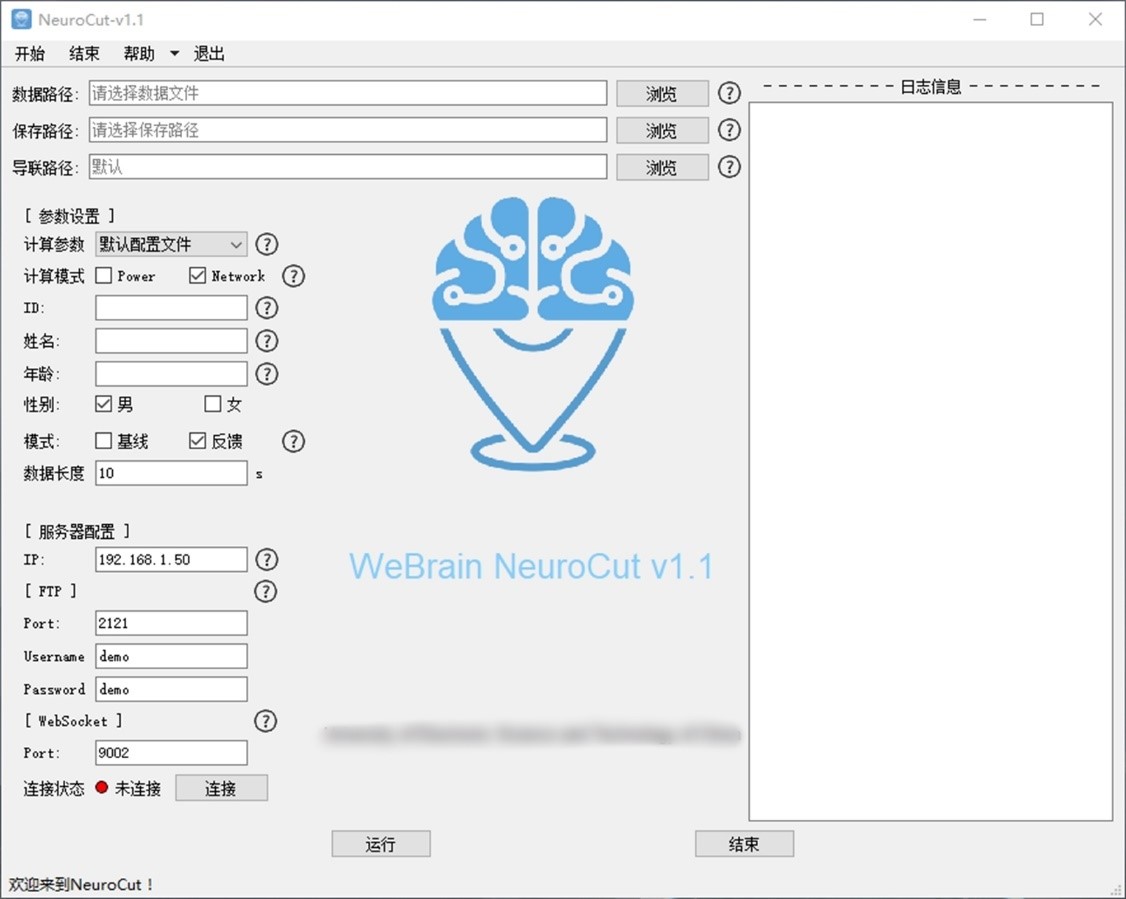 NeuroCut-v1.1
开始 结束 帮助 退出
数据路径: 请选择数据文件 浏览 ?
保存路径: 请选择保存路径 浏览 ?
导联路径: 默认 浏览 ?
- - - - - - - - - 日志信息 - - - - - - - - -
[ 参数设置 ]
计算参数 默认配置文件 ?
计算模式 Power Network ?
ID: ?
姓名: ?
年龄: ?
性别: 男 女
模式: 基线 反馈 ?
数据长度 10 s
[ 服务器配置 ]
IP: 192.168.1.50 ?
[ FTP ] ?
Port: 2121
Username demo
Password demo
[ WebSocket ] ?
Port: 9002
连接状态 未连接 连接
WeBrain NeuroCut v1.1
运行 结束
欢迎来到NeuroCut！